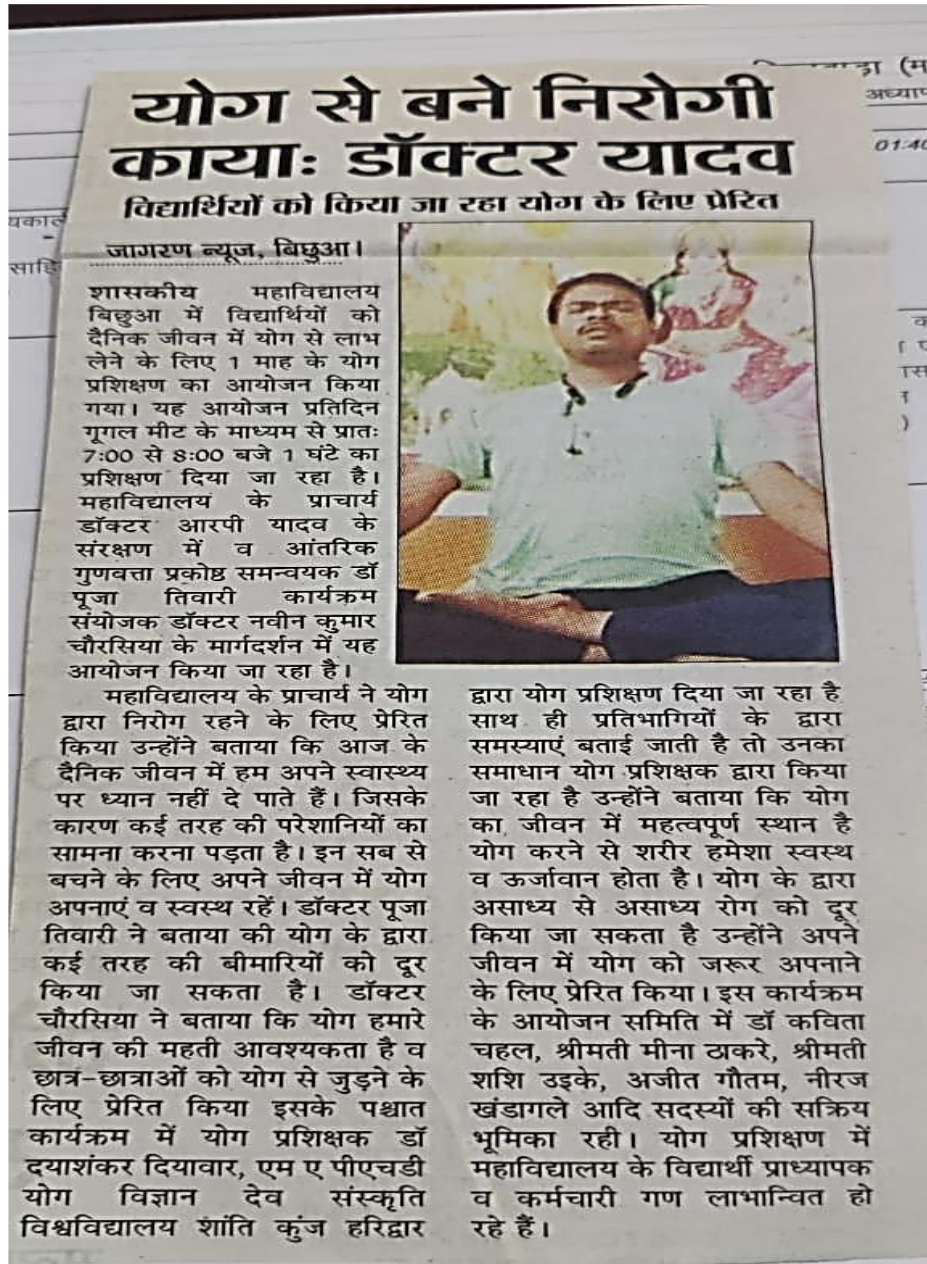 योग से बने निरोगी
काया: डॉक्टर यादव
विद्यार्थियों को किया जा रहा योग के लिए प्रेरित
जागरण न्यूज, बिछुआ।
शासकीय महाविद्यालय
बिछुआ में विद्यार्थियों को
दैनिक जीवन में योग से लाभ
लेने के लिए 1 माह के योग
प्रशिक्षण का आयोजन किया
गया। यह आयोजन प्रतिदिन
गूगल मीट के माध्यम से प्रातः
7:00 से 8:00 बजे 1 घंटे का
प्रशिक्षण दिया जा रहा है।
महाविद्यालय के प्राचार्य
डॉक्टर आरपी यादव के
संरक्षण में व आंतरिक
गुणवत्ता प्रकोष्ठ समन्वयक डॉ
पूजा तिवारी कार्यक्रम
संयोजक डॉक्टर नवीन कुमार
चौरसिया के मार्गदर्शन में यह
आयोजन किया जा रहा है।
महाविद्यालय के प्राचार्य ने योग
द्वारा निरोग रहने के लिए प्रेरित
किया उन्होंने बताया कि आज के
दैनिक जीवन में हम अपने स्वास्थ्य
पर ध्यान नहीं दे पाते हैं। जिसके
कारण कई तरह की परेशानियों का
सामना करना पड़ता है। इन सब से
बचने के लिए अपने जीवन में योग
अपनाएं व स्वस्थ रहें। डॉक्टर पूजा
तिवारी ने बताया की योग के द्वारा
कई तरह की बीमारियों को दूर
किया जा सकता है। डॉक्टर
चौरसिया ने बताया कि योग हमारे
जीवन की महती आवश्यकता है व
छात्र-छात्राओं को योग से जुड़ने के
लिए प्रेरित किया इसके पश्चात
कार्यक्रम में योग प्रशिक्षक डॉ
दयाशंकर दियावार, एम ए पीएचडी
योग विज्ञान देव संस्कृति
विश्वविद्यालय शांति कुंज हरिद्वार
द्वारा योग प्रशिक्षण दिया जा रहा है
साथ ही प्रतिभागियों के द्वारा
समस्याएं बताई जाती है तो उनका
समाधान योग प्रशिक्षक द्वारा किया
जा रहा है उन्होंने बताया कि योग
का जीवन में महत्वपूर्ण स्थान है
योग करने से शरीर हमेशा स्वस्थ
व ऊर्जावान होता है। योग के द्वारा
असाध्य से असाध्य रोग को दूर
किया जा सकता है उन्होंने अपने
जीवन में योग को जरूर अपनाने
के लिए प्रेरित किया। इस कार्यक्रम
के आयोजन समिति में डॉ कविता
चहल, श्रीमती मीना ठाकरे, श्रीमती
शशि उइके, अजीत गौतम, नीरज
खंडागले आदि सदस्यों की सक्रिय
भूमिका रही। योग प्रशिक्षण में
महाविद्यालय के विद्यार्थी प्राध्यापक
व कर्मचारी गण लाभान्वित हो
रहे हैं।